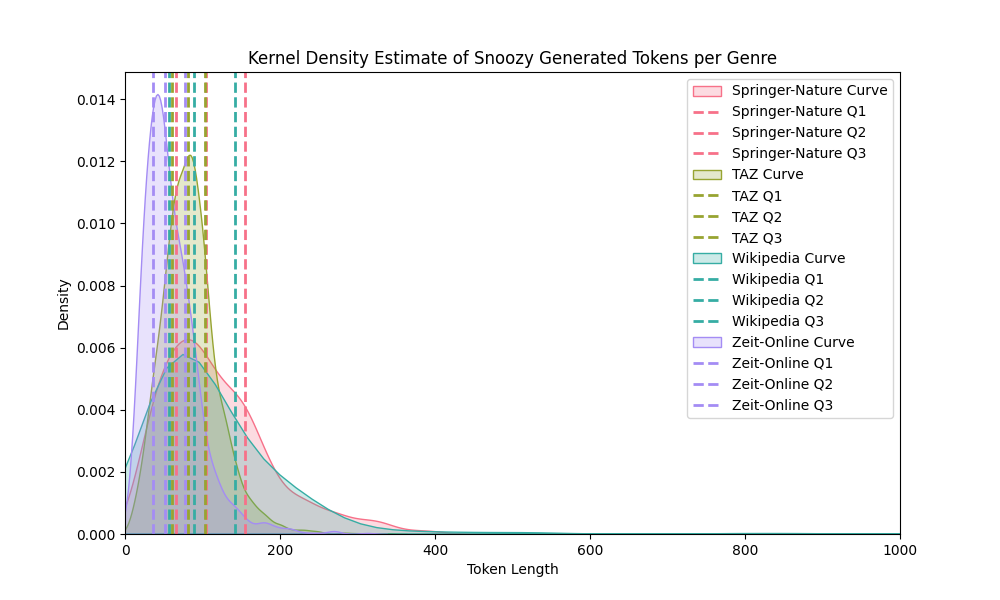 Kernel Density Estimate of Snoozy Generated Tokens per Genre
Density
0.014
0.012
0.010
0.008
0.006
0.004
0.002
0.000
0
200
400
600
800
1000
Token Length
Springer-Nature Curve
Springer-Nature Q1
Springer-Nature Q2
Springer-Nature Q3
TAZ Curve
TAZ Q1
TAZ Q2
TAZ Q3
Wikipedia Curve
Wikipedia Q1
Wikipedia Q2
Wikipedia Q3
Zeit-Online Curve
Zeit-Online Q1
Zeit-Online Q2
Zeit-Online Q3